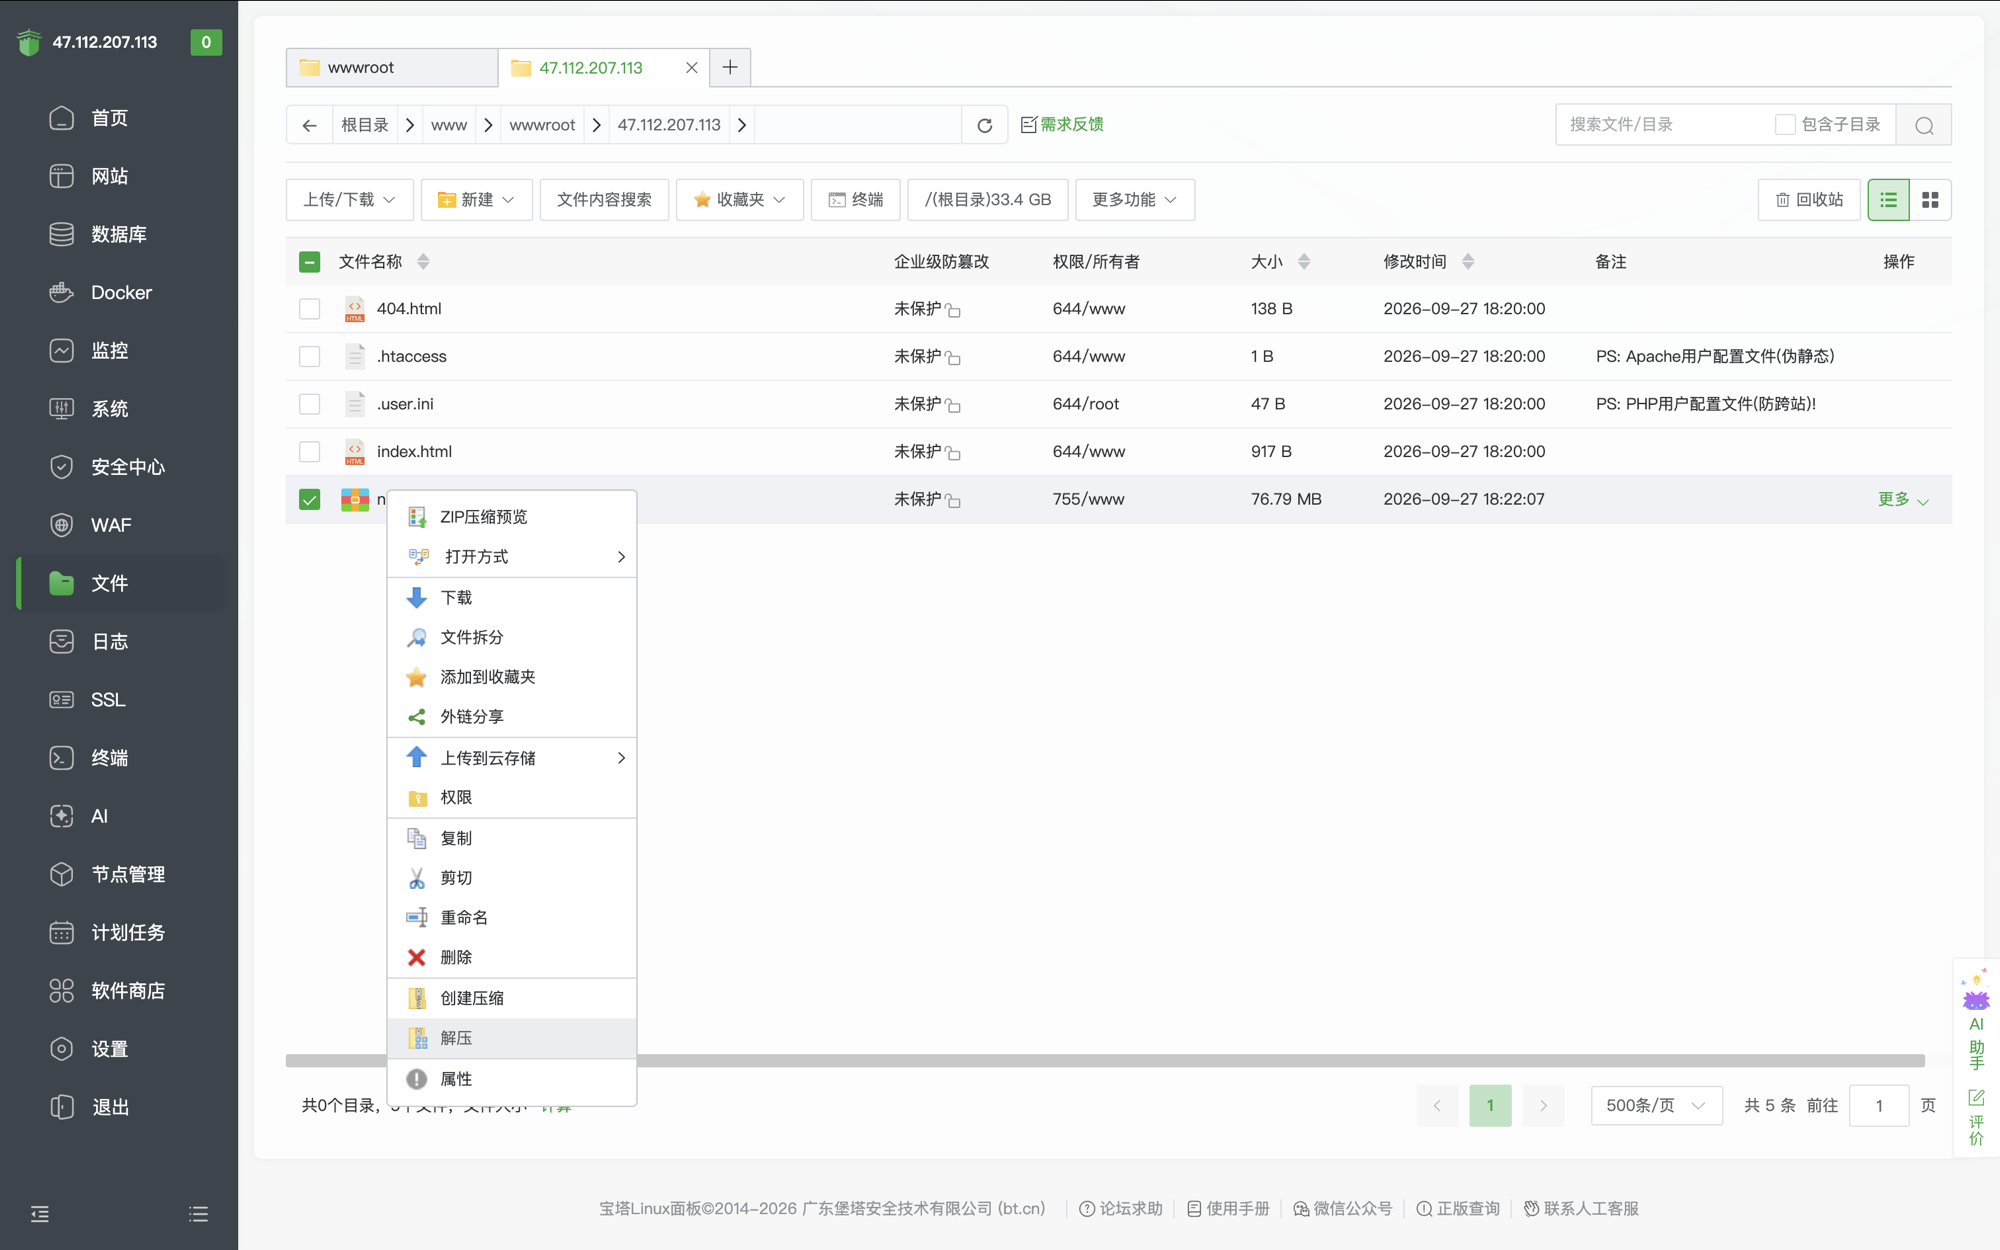 47.112.207.113 0
首页
网站
数据库
Docker
监控
系统
安全中心
WAF
文件
日志
SSL
终端
AI
节点管理
计划任务
软件商店
设置
退出
wwwroot 47.112.207.113
根目录 www wwwroot 47.112.207.113 需求反馈 搜索文件/目录 包含子目录
上传/下载 新建 文件内容搜索 收藏夹 终端 /(根目录)33.4 GB 更多功能 回收站
文件名称 企业级防篡改 权限/所有者 大小 修改时间 备注 操作
404.html 未保护 644/www 138 B 2026-09-27 18:20:00
.htaccess 未保护 644/www 1 B 2026-09-27 18:20:00 PS: Apache用户配置文件(伪静态)
.user.ini 未保护 644/root 47 B 2026-09-27 18:20:00 PS: PHP用户配置文件(防跨站)!
index.html 未保护 644/www 917 B 2026-09-27 18:20:00
n 未保护 755/www 76.79 MB 2026-09-27 18:22:07 更多
ZIP压缩预览
打开方式
下载
文件拆分
添加到收藏夹
外链分享
上传到云存储
权限
复制
剪切
重命名
删除
创建压缩
解压
属性
共0个目录, 1 500条/页 共 5 条 前往 1 页
AI
助
手
评
价
宝塔Linux面板©2014-2026 广东堡塔安全技术有限公司 (bt.cn) 论坛求助 使用手册 微信公众号 正版查询 联系人工客服